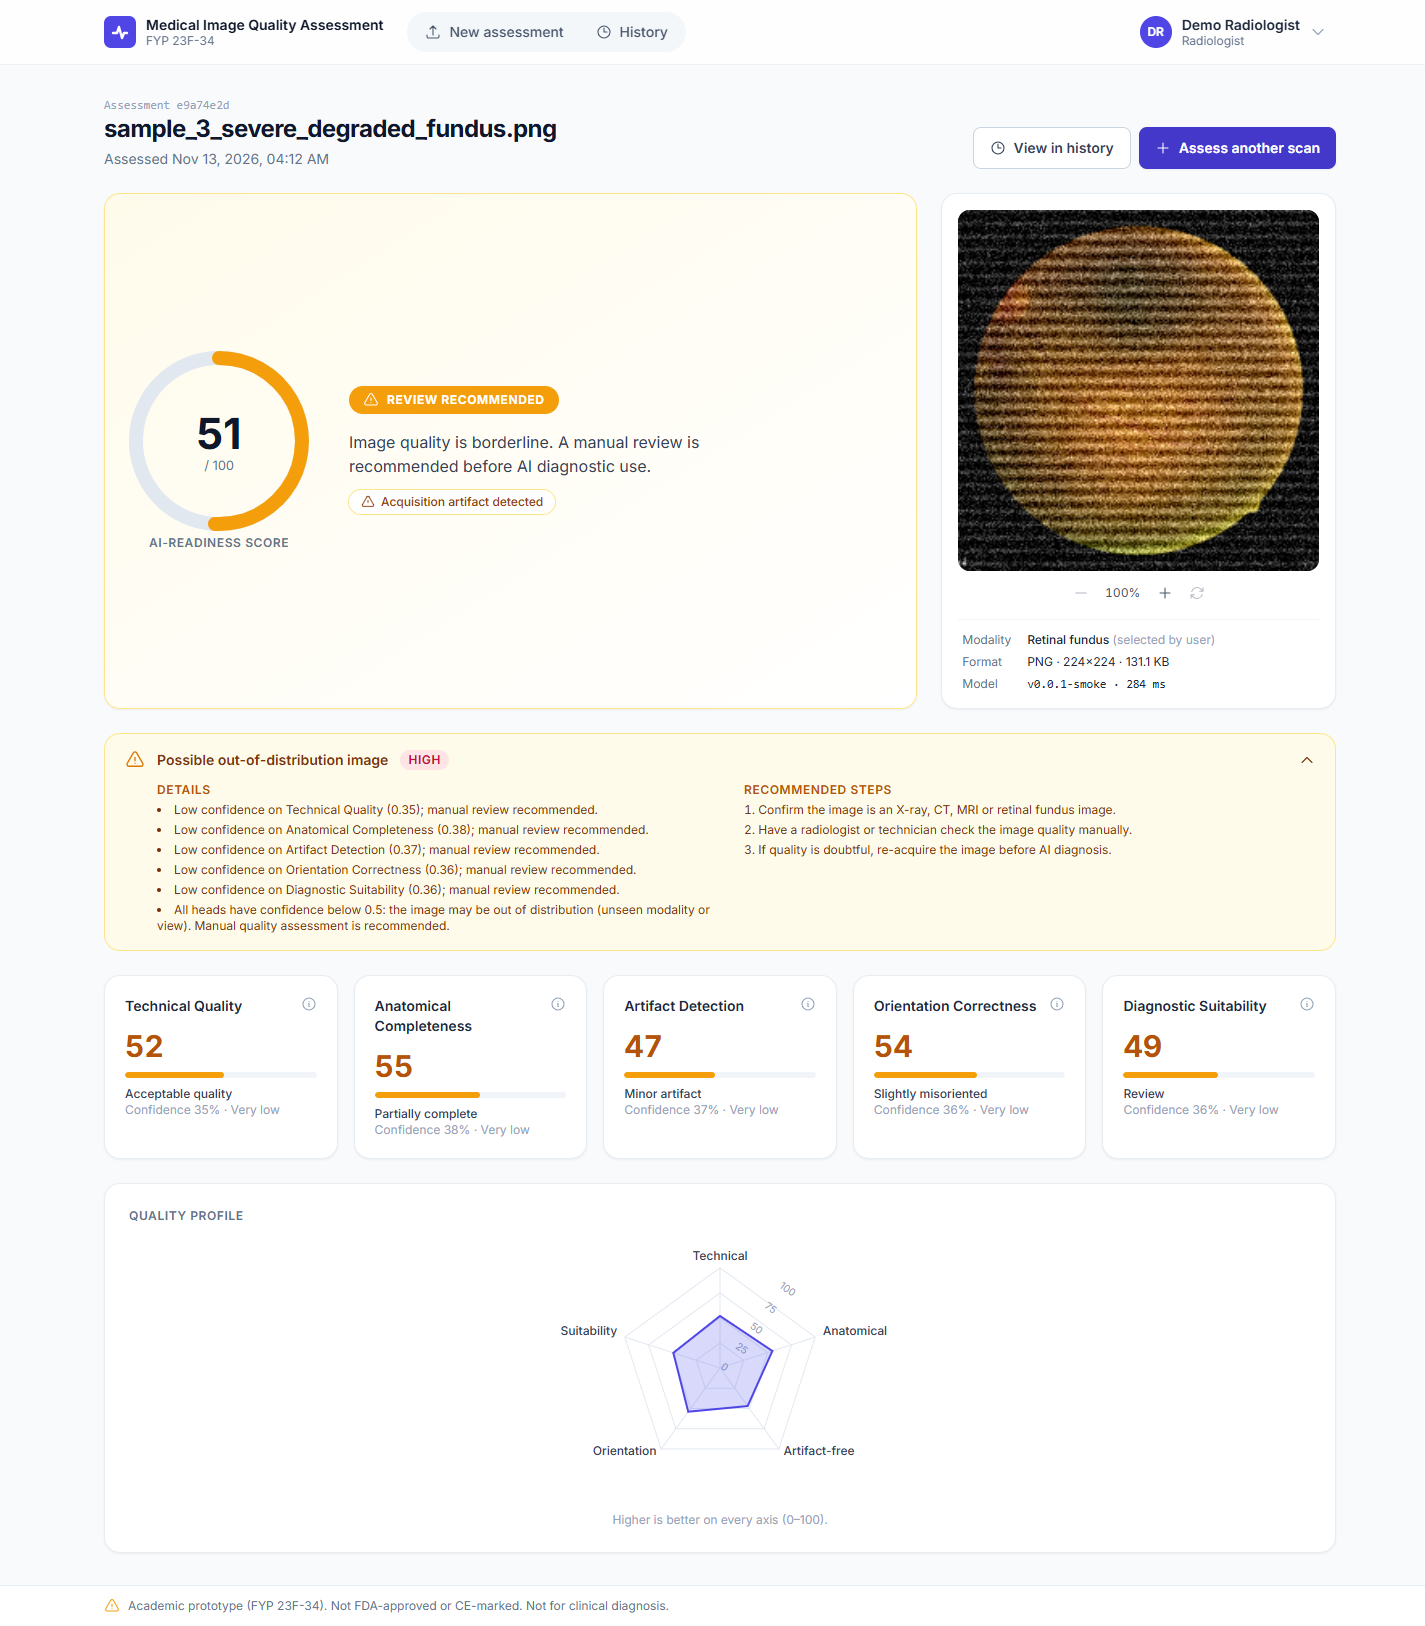 Medical Image Quality Assessment
FYP 23F-34
New assessment
History
DR
Demo Radiologist
Radiologist
Assessment e9a74e2d
sample_3_severe_degraded_fundus.png
Assessed Nov 13, 2026, 04:12 AM
View in history
Assess another scan
51
/ 100
AI-READINESS SCORE
REVIEW RECOMMENDED
Image quality is borderline. A manual review is
recommended before AI diagnostic use.
Acquisition artifact detected
100%
Modality Retinal fundus (selected by user)
Format PNG · 224×224 · 131.1 KB
Model v0.0.1-smoke · 284 ms
Possible out-of-distribution image HIGH
DETAILS
• Low confidence on Technical Quality (0.35); manual review recommended.
• Low confidence on Anatomical Completeness (0.38); manual review recommended.
• Low confidence on Artifact Detection (0.37); manual review recommended.
• Low confidence on Orientation Correctness (0.36); manual review recommended.
• Low confidence on Diagnostic Suitability (0.36); manual review recommended.
• All heads have confidence below 0.5: the image may be out of distribution (unseen modality or
view). Manual quality assessment is recommended.
RECOMMENDED STEPS
1. Confirm the image is an X-ray, CT, MRI or retinal fundus image.
2. Have a radiologist or technician check the image quality manually.
3. If quality is doubtful, re-acquire the image before AI diagnosis.
Technical Quality
52
Acceptable quality
Confidence 35% · Very low
Anatomical
Completeness
55
Partially complete
Confidence 38% · Very low
Artifact Detection
47
Minor artifact
Confidence 37% · Very low
Orientation Correctness
54
Slightly misoriented
Confidence 36% · Very low
Diagnostic Suitability
49
Review
Confidence 36% · Very low
QUALITY PROFILE
Technical
100
75
50
25
0
Suitability
Anatomical
Orientation
Artifact-free
Higher is better on every axis (0–100).
Academic prototype (FYP 23F-34). Not FDA-approved or CE-marked. Not for clinical diagnosis.